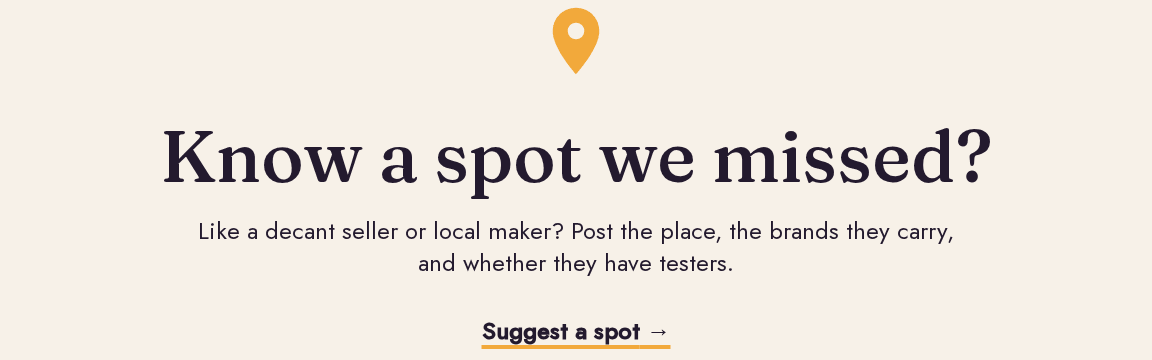 Know a spot we missed?
Like a decant seller or local maker? Post the place, the brands they carry,
and whether they have testers.
Suggest a spot →